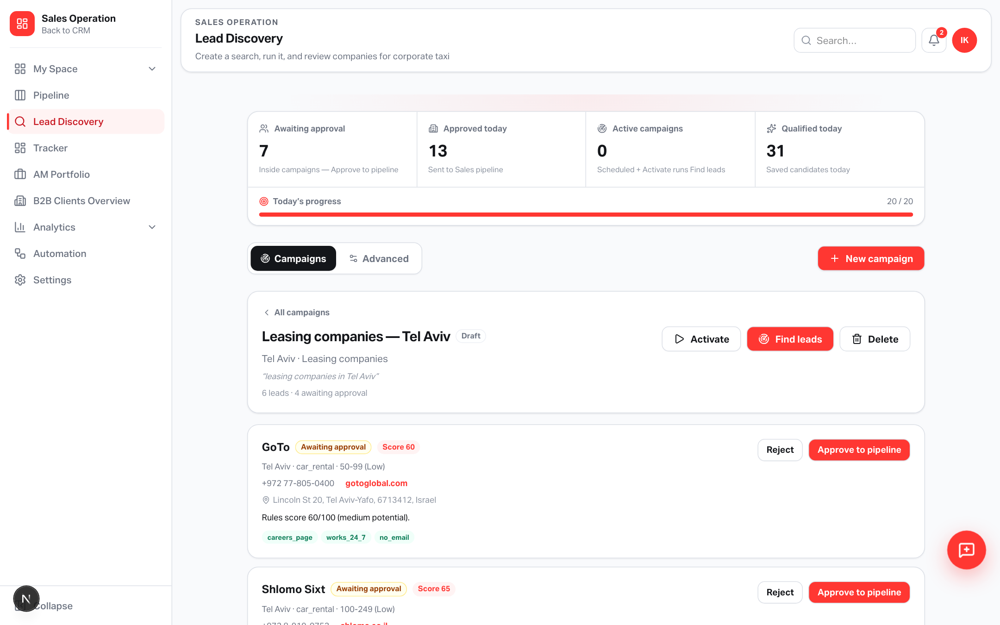 Sales Operation
Back to CRM
My Space
Pipeline
Lead Discovery
Tracker
AM Portfolio
B2B Clients Overview
Analytics
Automation
Settings
N
Collapse
SALES OPERATION
Lead Discovery
Create a search, run it, and review companies for corporate taxi
Search...
2
IK
Awaiting approval
7
Inside campaigns — Approve to pipeline
Approved today
13
Sent to Sales pipeline
Active campaigns
0
Scheduled + Activate runs Find leads
Qualified today
31
Saved candidates today
Today's progress
20 / 20
Campaigns
Advanced
New campaign
All campaigns
Leasing companies — Tel Aviv
Draft
Activate
Find leads
Delete
Tel Aviv · Leasing companies
“leasing companies in Tel Aviv”
6 leads · 4 awaiting approval
GoTo
Awaiting approval
Score 60
Reject
Approve to pipeline
Tel Aviv · car_rental · 50-99 (Low)
+972 77-805-0400 gotoglobal.com
Lincoln St 20, Tel Aviv-Yafo, 6713412, Israel
Rules score 60/100 (medium potential).
careers_page works_24_7 no_email
Shlomo Sixt
Awaiting approval
Score 65
Reject
Approve to pipeline
Tel Aviv · car_rental · 100-249 (Low)